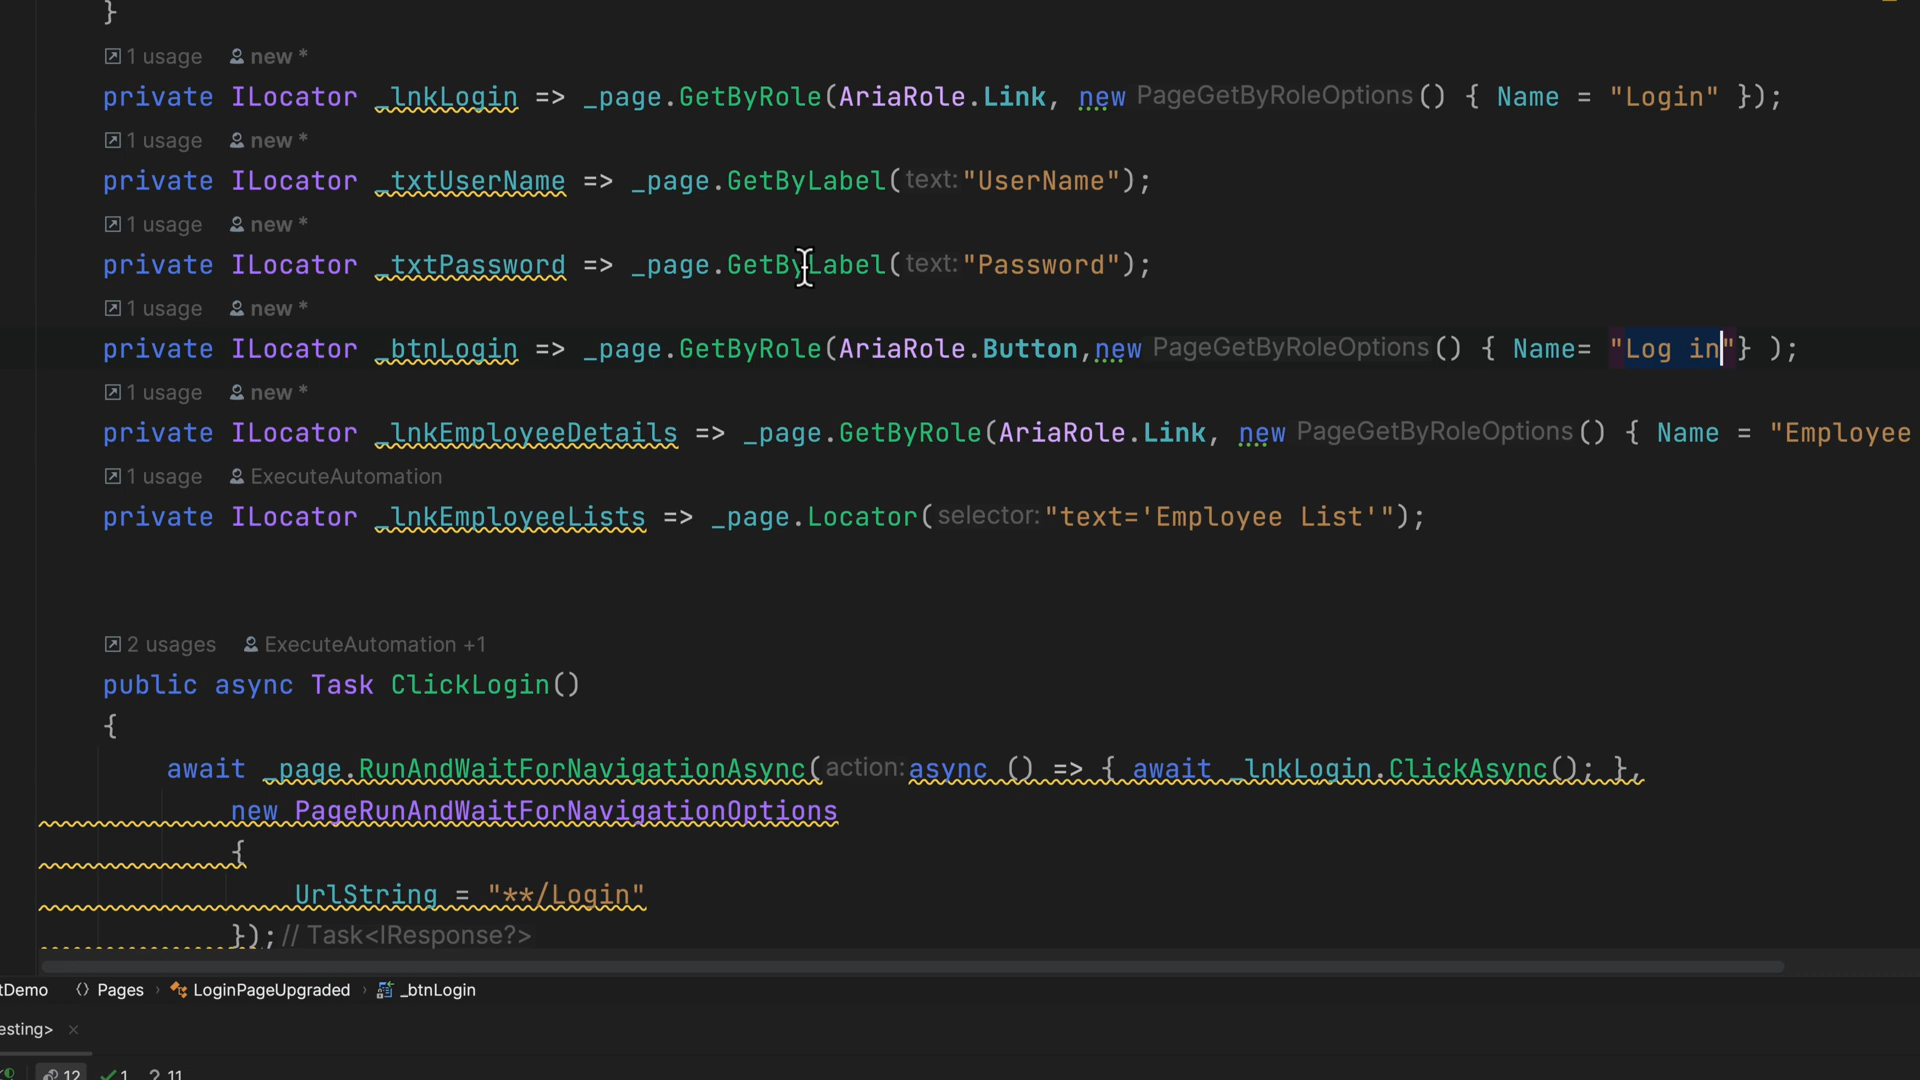 }
1 usage new *
private ILocator _lnkLogin => _page.GetByRole(AriaRole.Link, new PageGetByRoleOptions() { Name = "Login" });
1 usage new *
private ILocator _txtUserName => _page.GetByLabel(text:"UserName");
1 usage new *
private ILocator _txtPassword => _page.GetByLabel(text:"Password");
1 usage new *
private ILocator _btnLogin => _page.GetByRole(AriaRole.Button,new PageGetByRoleOptions() { Name= "Log in"} );
1 usage new *
private ILocator _lnkEmployeeDetails => _page.GetByRole(AriaRole.Link, new PageGetByRoleOptions() { Name = "Employee
1 usage ExecuteAutomation
private ILocator _lnkEmployeeLists => _page.Locator(selector:"text='Employee List'");
2 usages ExecuteAutomation +1
public async Task ClickLogin()
{
await _page.RunAndWaitForNavigationAsync(action:async () => { await _lnkLogin.ClickAsync(); },
new PageRunAndWaitForNavigationOptions
{
UrlString = "**/Login"
}); // Task<IResponse?>
tDemo Pages LoginPageUpgraded _btnLogin
esting>
12 1 ? 11